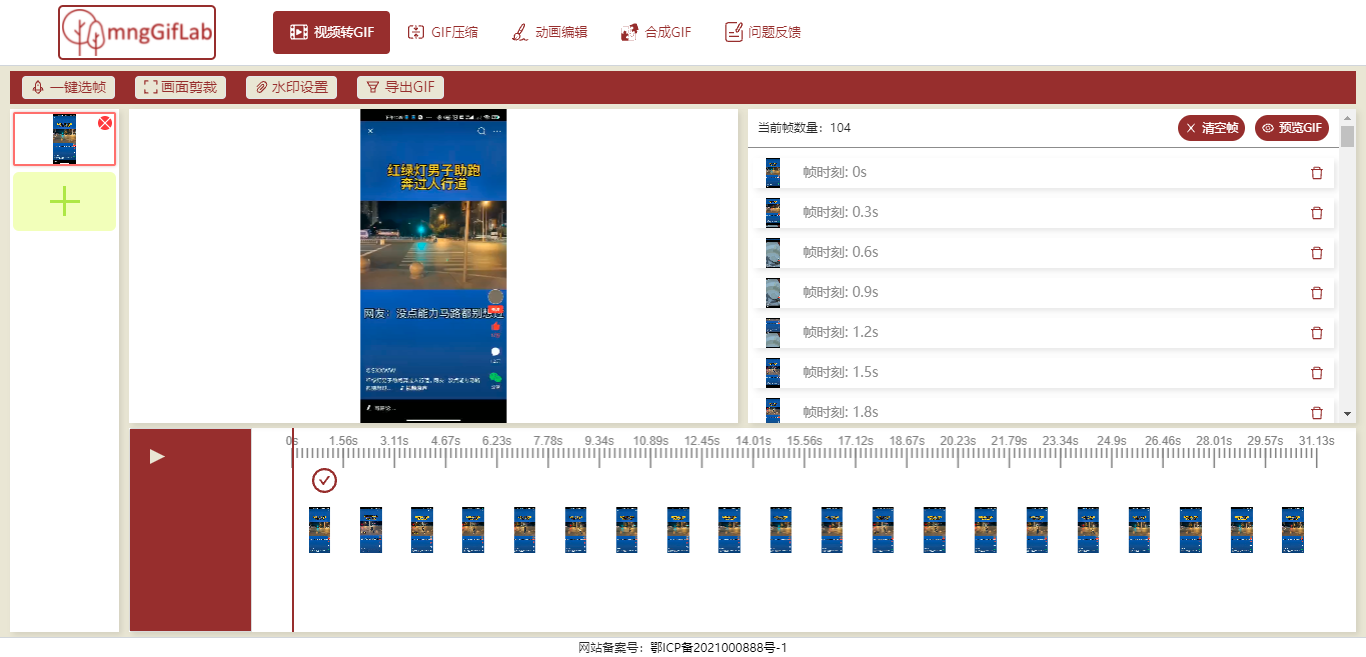 mngGifLab
视频转GIF
GIF压缩
动画编辑
合成GIF
问题反馈
一键选帧
画面剪裁
水印设置
导出GIF
红绿灯男子助跑
奔过人行道
网友：没点能力马路都别想过
当前帧数量：104
清空帧
预览GIF
帧时刻: 0s
帧时刻: 0.3s
帧时刻: 0.6s
帧时刻: 0.9s
帧时刻: 1.2s
帧时刻: 1.5s
帧时刻: 1.8s
0s 1.56s 3.11s 4.67s 6.23s 7.78s 9.34s 10.89s 12.45s 14.01s 15.56s 17.12s 18.67s 20.23s 21.79s 23.34s 24.9s 26.46s 28.01s 29.57s 31.13s
网站备案号：鄂ICP备2021000888号-1